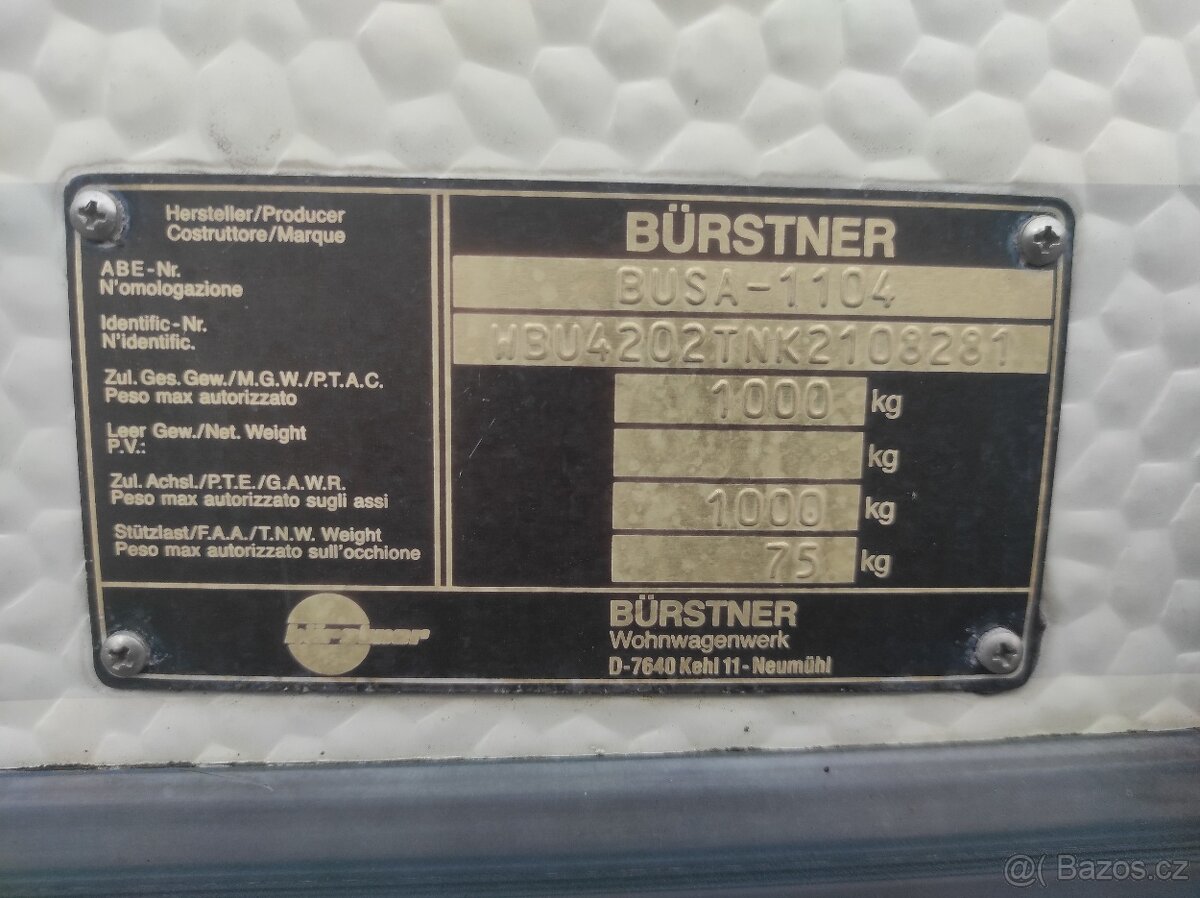 Hersteller/Producer
Costruttore/Marque
BÜRSTNER
ABE-Nr.
N'omologazione
BUSA-1104
Identific-Nr.
N'identific.
WBU4202TNK2108281
Zul. Ges. Gew./M.G.W./P.T.A.C.
Peso max autorizzato
1000 kg
Leer Gew./Net. Weight
P.V.:
kg
Zul. Achsl./P.T.E./G.A.W.R.
Peso max autorizzato sugli assi
1000 kg
Stützlast/F.A.A./T.N.W. Weight
Peso max autorizzato sull'occhione
75 kg
bürstner
BÜRSTNER
Wohnwagenwerk
D-7640 Kehl 11-Neumühl
@( Bazos.cz